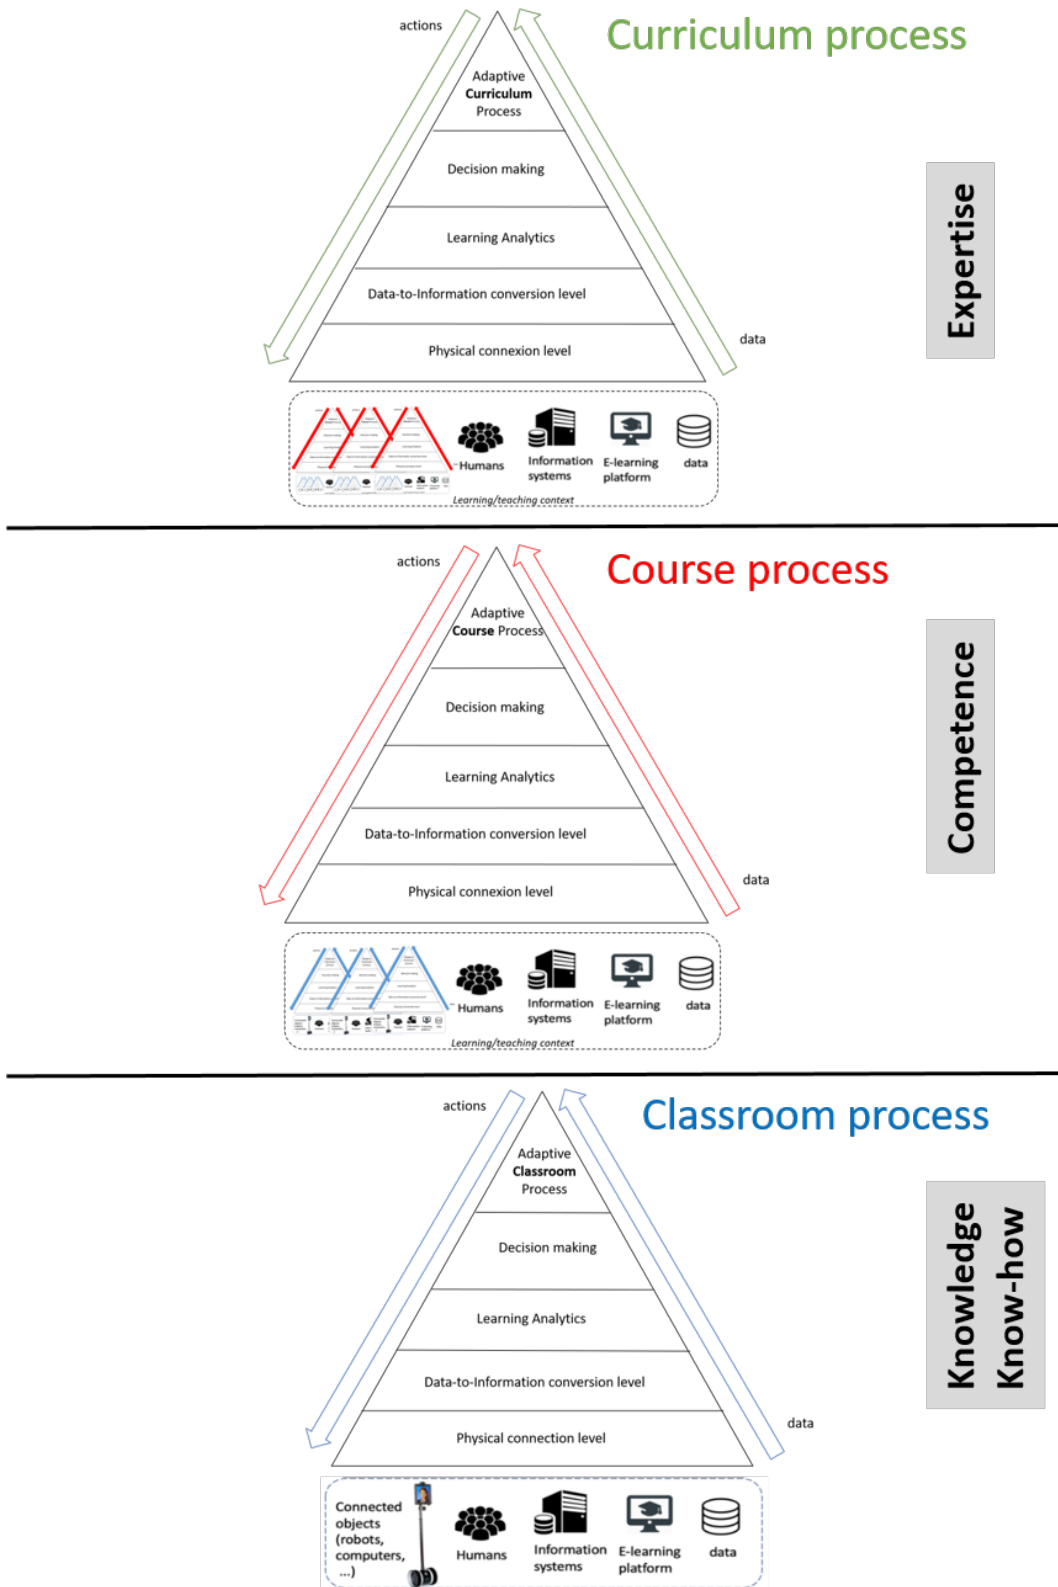 actions
Curriculum process
Adaptive
Curriculum
Process
Decision making
Expertise
Learning Analytics
Data-to-Information conversion level
data
Physical connexion level
Humans
Information
systems
E-learning
platform
data
Learning/teaching context
actions
Course process
Adaptive
Course Process
Decision making
Competence
Learning Analytics
Data-to-Information conversion level
data
Physical connexion level
Humans
Information
systems
E-learning
platform
data
Learning/teaching context
actions
Classroom process
Adaptive
Classroom
Process
Decision making
Knowledge
Know-how
Learning Analytics
Data-to-Information conversion level
data
Physical connection level
Connected
objects
(robots,
computers,
...)
Humans
Information
systems
E-learning
platform
data